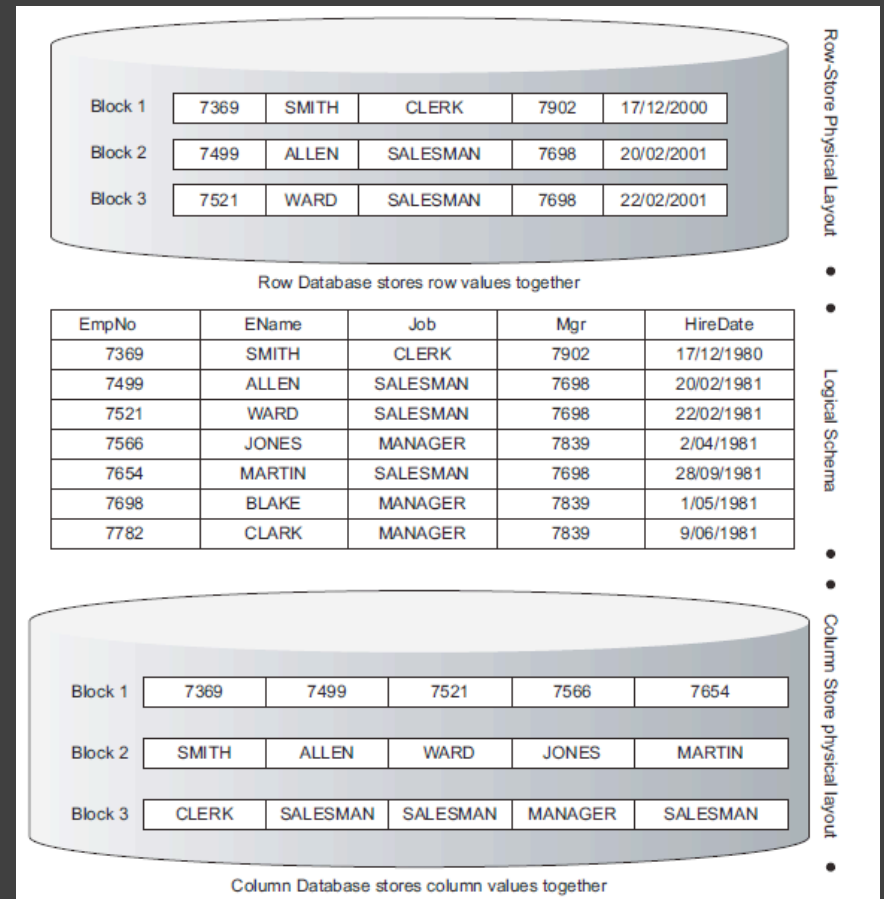 Block 1 7369 SMITH CLERK 7902 17/12/2000
Block 2 7499 ALLEN SALESMAN 7698 20/02/2001
Block 3 7521 WARD SALESMAN 7698 22/02/2001
Row Database stores row values together
Row-Store Physical Layout
EmpNo EName Job Mgr HireDate
7369 SMITH CLERK 7902 17/12/1980
7499 ALLEN SALESMAN 7698 20/02/1981
7521 WARD SALESMAN 7698 22/02/1981
7566 JONES MANAGER 7839 2/04/1981
7654 MARTIN SALESMAN 7698 28/09/1981
7698 BLAKE MANAGER 7839 1/05/1981
7782 CLARK MANAGER 7839 9/06/1981
Logical Schema
Block 1 7369 7499 7521 7566 7654
Block 2 SMITH ALLEN WARD JONES MARTIN
Block 3 CLERK SALESMAN SALESMAN MANAGER SALESMAN
Column Database stores column values together
Column Store physical layout